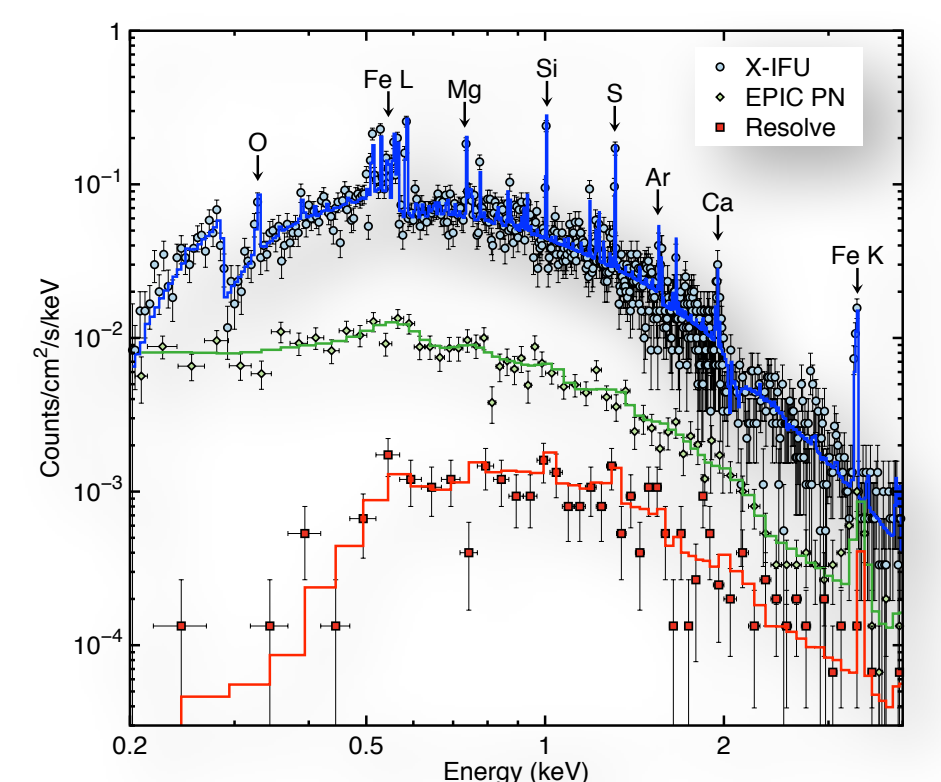 1
10⁻¹
10⁻²
10⁻³
10⁻⁴
Counts/cm²/s/keV
O
Fe L
Mg
Si
S
Ar
Ca
Fe K
X-IFU
EPIC PN
Resolve
0.2
0.5
1
2
Energy (keV)